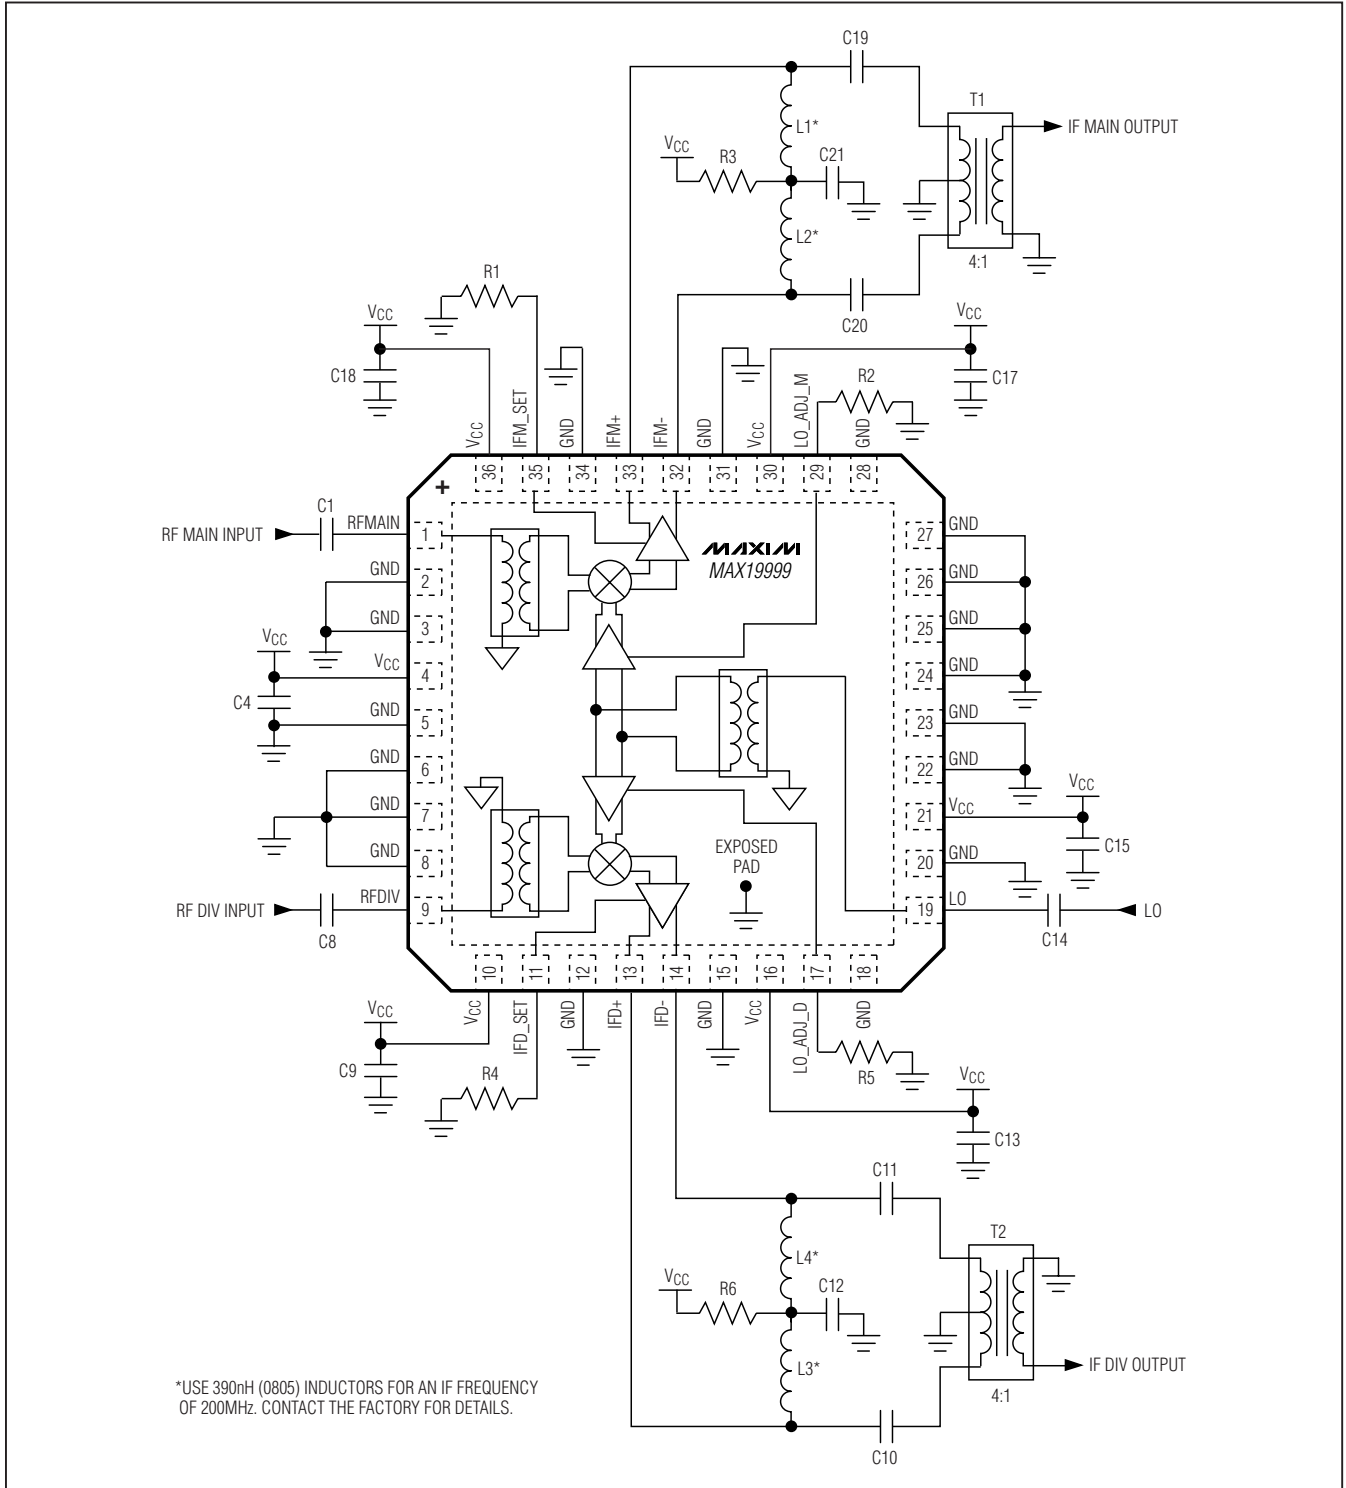 C19
T1
IF MAIN OUTPUT
L1*
VCC
R3
C21
L2*
4:1
C20
R1
VCC
C18
VCC
C17
R2
VCC
IFM_SET
GND
IFM+
IFM-
GND
VCC
LO_ADJ_M
GND
36
35
34
33
32
31
30
29
28
+
MAXIM
MAX19999
RF MAIN INPUT
C1
RFMAIN
1
27
GND
GND
2
26
GND
GND
3
25
GND
VCC
VCC
4
24
GND
C4
GND
5
23
GND
GND
6
22
GND
GND
7
21
VCC
VCC
C15
GND
8
20
GND
EXPOSED
PAD
RF DIV INPUT
C8
RFDIV
9
19
LO
C14
LO
10
11
12
13
14
15
16
17
18
VCC
IFD_SET
GND
IFD+
IFD-
GND
VCC
LO_ADJ_D
GND
VCC
C9
R4
R5
VCC
C13
C11
T2
L4*
VCC
R6
C12
L3*
IF DIV OUTPUT
4:1
C10
*USE 390nH (0805) INDUCTORS FOR AN IF FREQUENCY
OF 200MHz. CONTACT THE FACTORY FOR DETAILS.